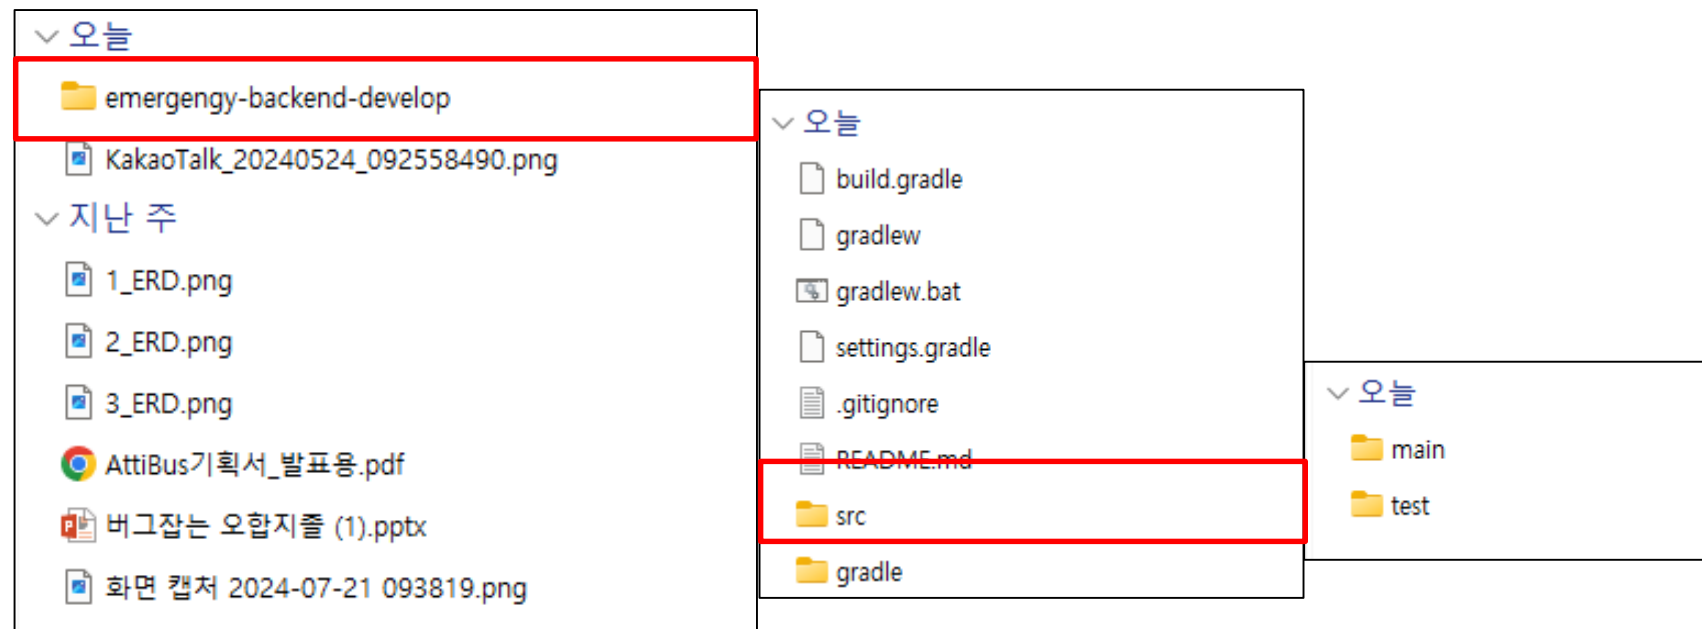 오늘
emergengy-backend-develop
KakaoTalk_20240524_092558490.png
지난 주
1_ERD.png
2_ERD.png
3_ERD.png
AttiBus기획서_발표용.pdf
버그잡는 오합지졸 (1).pptx
화면 캡처 2024-07-21 093819.png
오늘
build.gradle
gradlew
gradlew.bat
settings.gradle
.gitignore
README.md
src
gradle
오늘
main
test